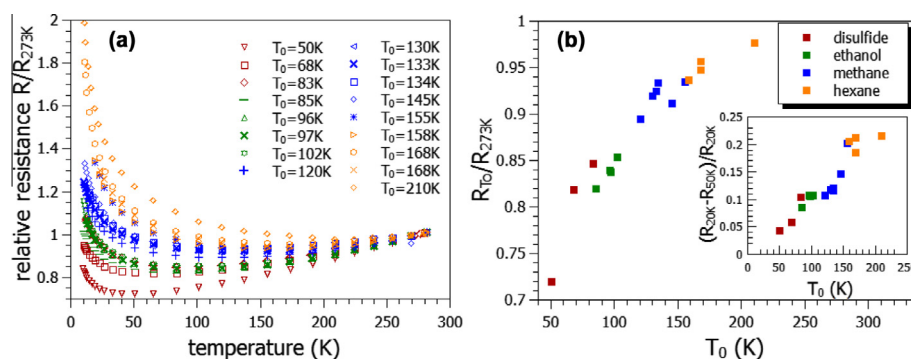 (a)
relative resistance R/R273K
2
1.8
1.6
1.4
1.2
1
0.8
0 50 100 150 200 250 300
temperature (K)
T0=50K
T0=68K
T0=83K
T0=85K
T0=96K
T0=97K
T0=102K
T0=120K
T0=130K
T0=133K
T0=134K
T0=145K
T0=155K
T0=158K
T0=168K
T0=168K
T0=210K
(b)
RTo/R273K
1
0.95
0.9
0.85
0.8
0.75
0.7
50 100 150 200 250 300
T0 (K)
disulfide
ethanol
methane
hexane
(R20K-R50K)/R20K
0.25
0.20
0.15
0.10
0.05
0.00
0 50 100 150 200 250
T0 (K)